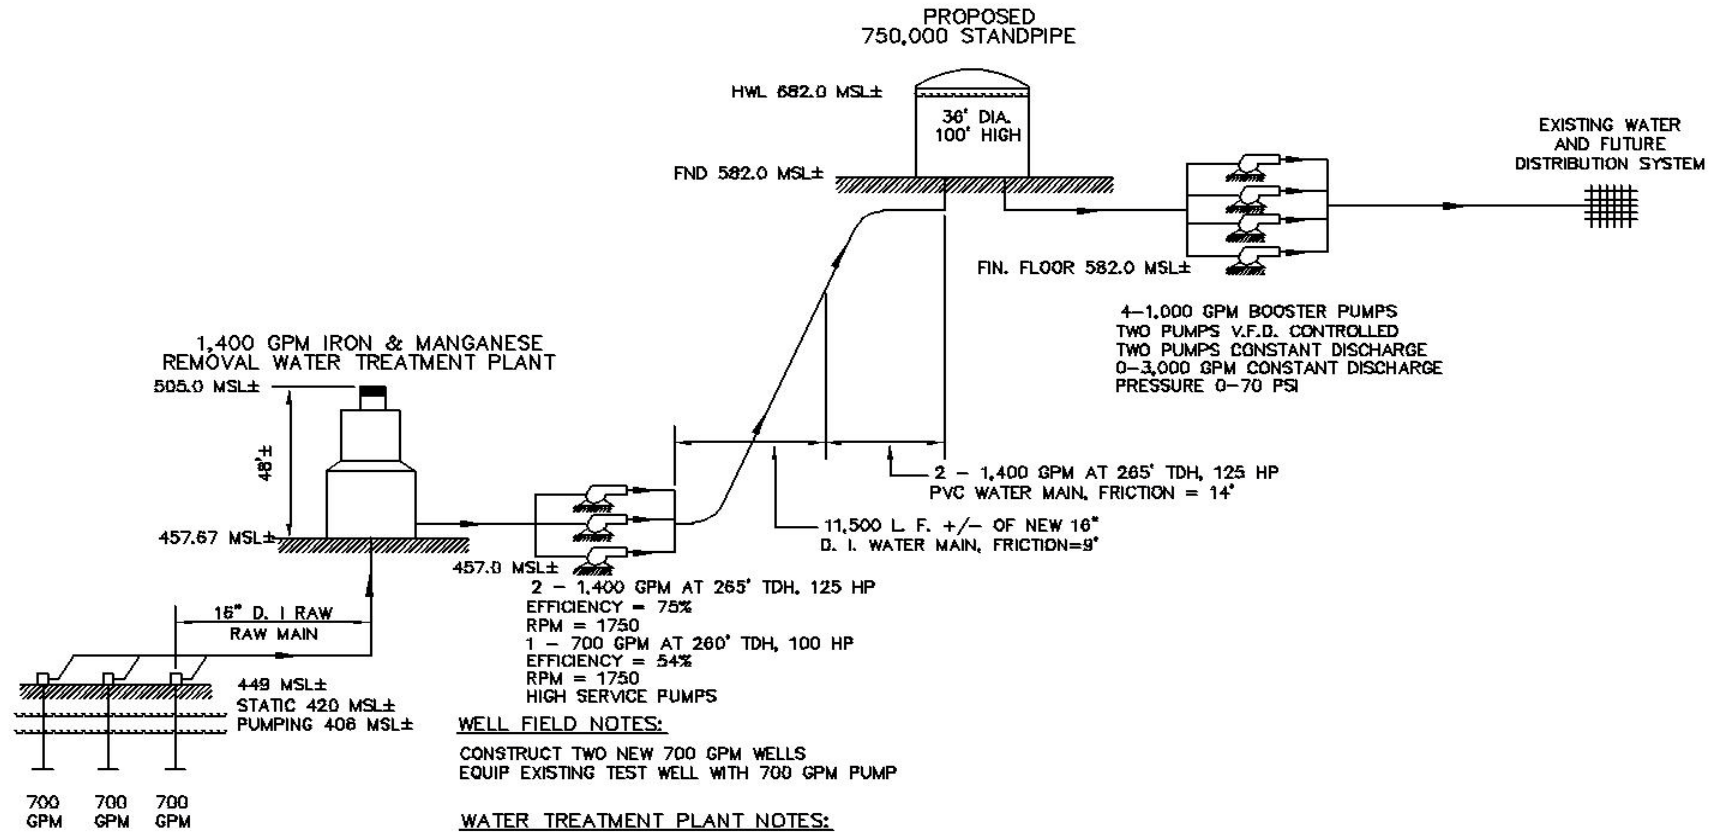 PROPOSED
750,000 STANDPIPE
HWL 682.0 MSL±
36' DIA.
100' HIGH
FND 582.0 MSL±
EXISTING WATER
AND FUTURE
DISTRIBUTION SYSTEM
FIN. FLOOR 582.0 MSL±
4-1,000 GPM BOOSTER PUMPS
TWO PUMPS V.F.D. CONTROLLED
TWO PUMPS CONSTANT DISCHARGE
0-3,000 GPM CONSTANT DISCHARGE
PRESSURE 0-70 PSI
1,400 GPM IRON & MANGANESE
REMOVAL WATER TREATMENT PLANT
505.0 MSL±
48'±
457.67 MSL±
2 - 1,400 GPM AT 265' TDH, 125 HP
PVC WATER MAIN, FRICTION = 14'
11,500 L. F. +/- OF NEW 16"
D. I. WATER MAIN, FRICTION=9'
457.0 MSL±
2 - 1,400 GPM AT 265' TDH, 125 HP
EFFICIENCY = 75%
RPM = 1750
1 - 700 GPM AT 260' TDH, 100 HP
EFFICIENCY = 54%
RPM = 1750
HIGH SERVICE PUMPS
16" D. I RAW
RAW MAIN
449 MSL±
STATIC 420 MSL±
PUMPING 406 MSL±
700 GPM
700 GPM
700 GPM
WELL FIELD NOTES:
CONSTRUCT TWO NEW 700 GPM WELLS
EQUIP EXISTING TEST WELL WITH 700 GPM PUMP
WATER TREATMENT PLANT NOTES: